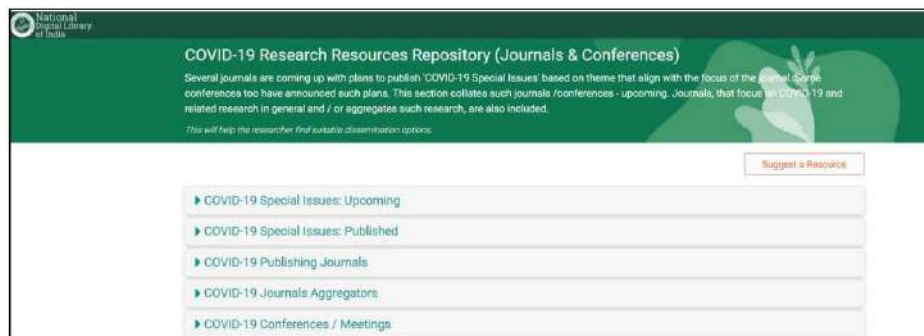 National
Digital Library
of India
COVID-19 Research Resources Repository (Journals & Conferences)
Several journals are coming up with plans to publish 'COVID-19 Special Issues' based on theme that align with the focus of the journal. Some
conferences too have announced such plans. This section collates such journals /conferences - upcoming. Journals, that focus on COVID-19 and
related research in general and / or aggregates such research, are also included.
This will help the researcher find suitable dissemination options.
Suggest a Resource
COVID-19 Special Issues: Upcoming
COVID-19 Special Issues: Published
COVID-19 Publishing Journals
COVID-19 Journals Aggregators
COVID-19 Conferences / Meetings